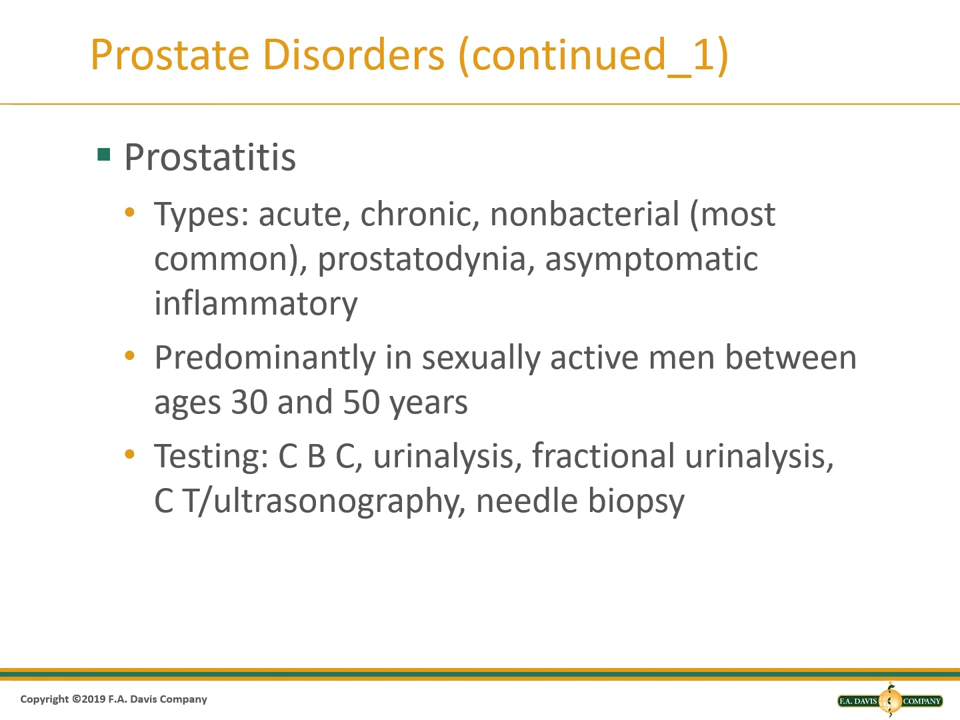 Prostate Disorders (continued_1)
▪ Prostatitis
• Types: acute, chronic, nonbacterial (most
common), prostatodynia, asymptomatic
inflammatory
• Predominantly in sexually active men between
ages 30 and 50 years
• Testing: C B C, urinalysis, fractional urinalysis,
C T/ultrasonography, needle biopsy
Copyright ©2019 F.A. Davis Company
F.A. DAVIS COMPANY